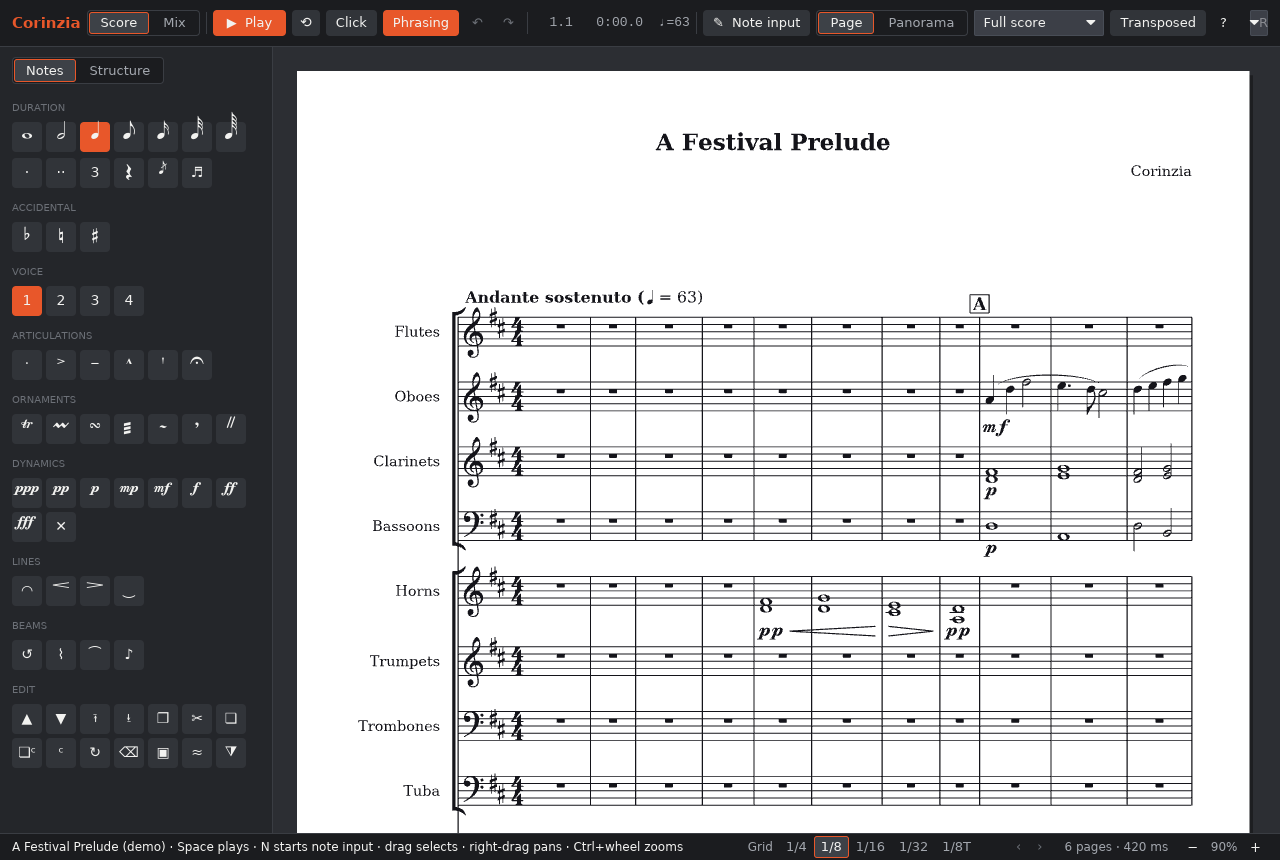 Corinzia Score Mix ▶ Play Click Phrasing 1.1 0:00.0 ♩=63 ✎ Note input Page Panorama Full score Transposed ? R
Notes Structure
DURATION
3
ACCIDENTAL
♭ ♮ ♯
VOICE
1 2 3 4
ARTICULATIONS
ORNAMENTS
tr
DYNAMICS
ppp pp p mp mf f ff
fff ×
LINES
BEAMS
EDIT
A Festival Prelude
Corinzia
Andante sostenuto (♩ = 63)
A
Flutes
Oboes
mf
Clarinets
p
Bassoons
p
Horns
pp pp
Trumpets
Trombones
Tuba
A Festival Prelude (demo) · Space plays · N starts note input · drag selects · right-drag pans · Ctrl+wheel zooms Grid 1/4 1/8 1/16 1/32 1/8T ‹ › 6 pages · 420 ms − 90% +